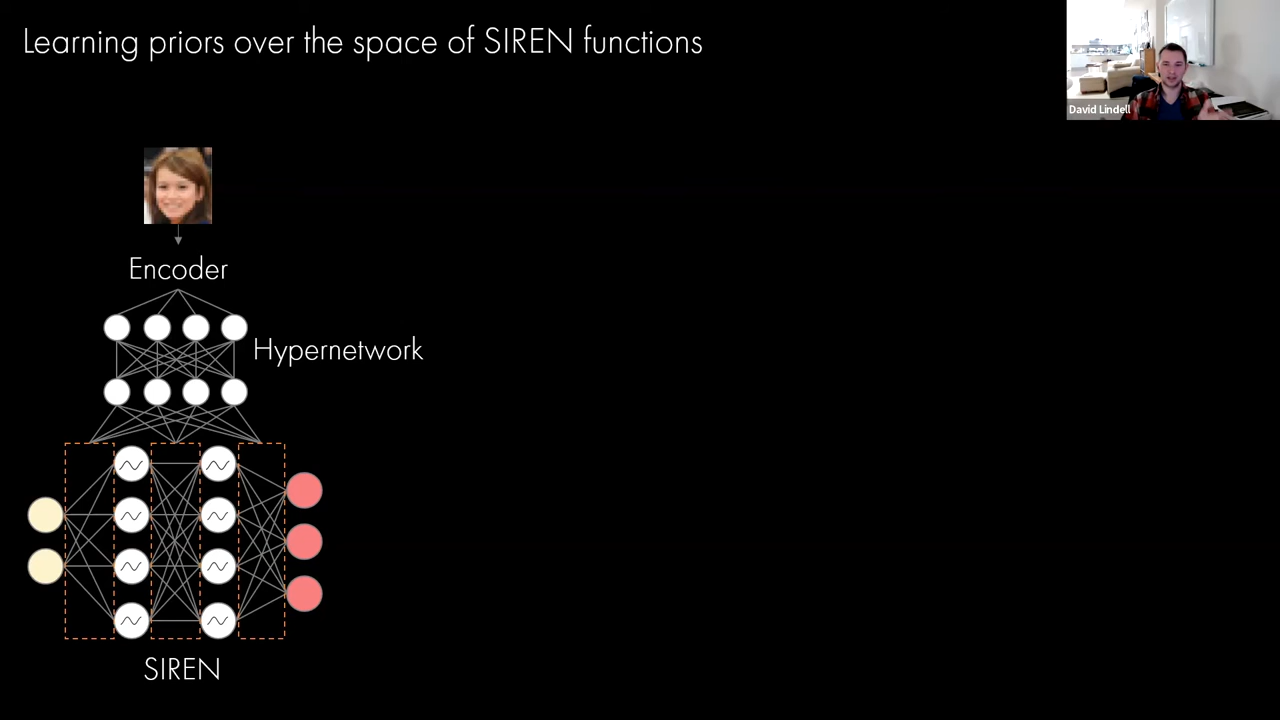 Learning priors over the space of SIREN functions
David Lindell
Encoder
Hypernetwork
SIREN